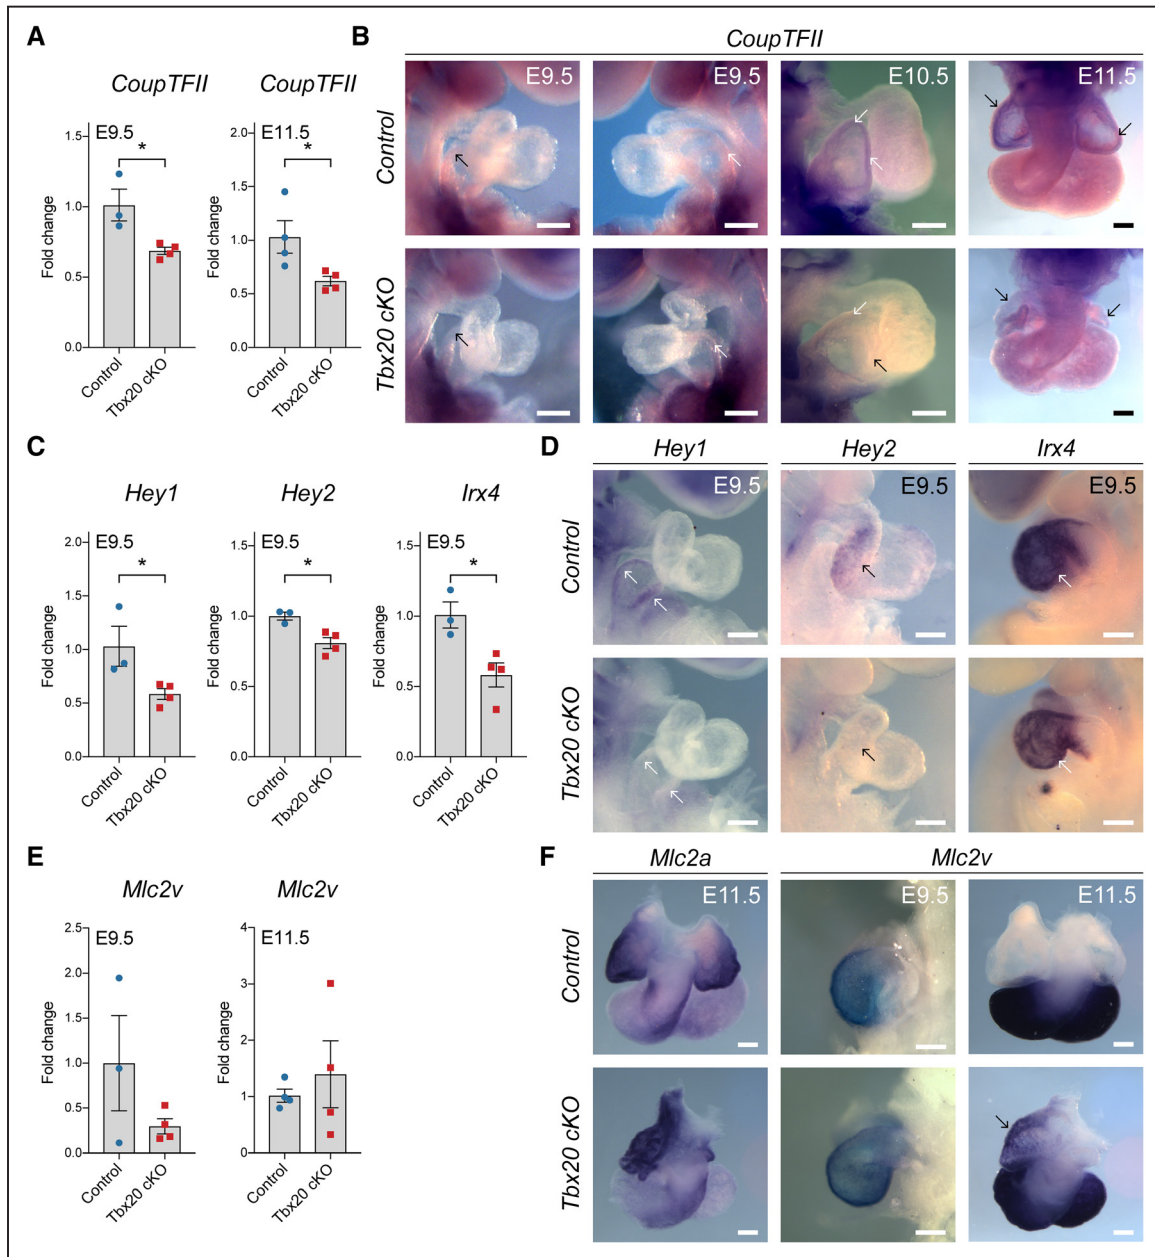 A
B
CoupTFII
CoupTFII
CoupTFII
E9.5
E11.5
*
*
Fold change
1.5
1.0
0.5
0.0
Fold change
2.0
1.5
1.0
0.5
0.0
Control
Tbx20 cKO
Control
Tbx20 cKO
Control
E9.5
E9.5
E10.5
E11.5
Tbx20 cKO
C
D
Hey1
Hey2
Irx4
E9.5
E9.5
E9.5
*
*
*
Fold change
2.0
1.5
1.0
0.5
0.0
Fold change
1.5
1.0
0.5
0.0
Fold change
1.5
1.0
0.5
0.0
Control
Tbx20 cKO
Control
Tbx20 cKO
Control
Tbx20 cKO
Hey1
Hey2
Irx4
Control
E9.5
E9.5
E9.5
Tbx20 cKO
E
F
Mlc2v
Mlc2v
E9.5
E11.5
Fold change
2.5
2.0
1.5
1.0
0.5
0.0
Fold change
4
3
2
1
0
Control
Tbx20 cKO
Control
Tbx20 cKO
Mlc2a
Mlc2v
Control
E11.5
E9.5
E11.5
Tbx20 cKO